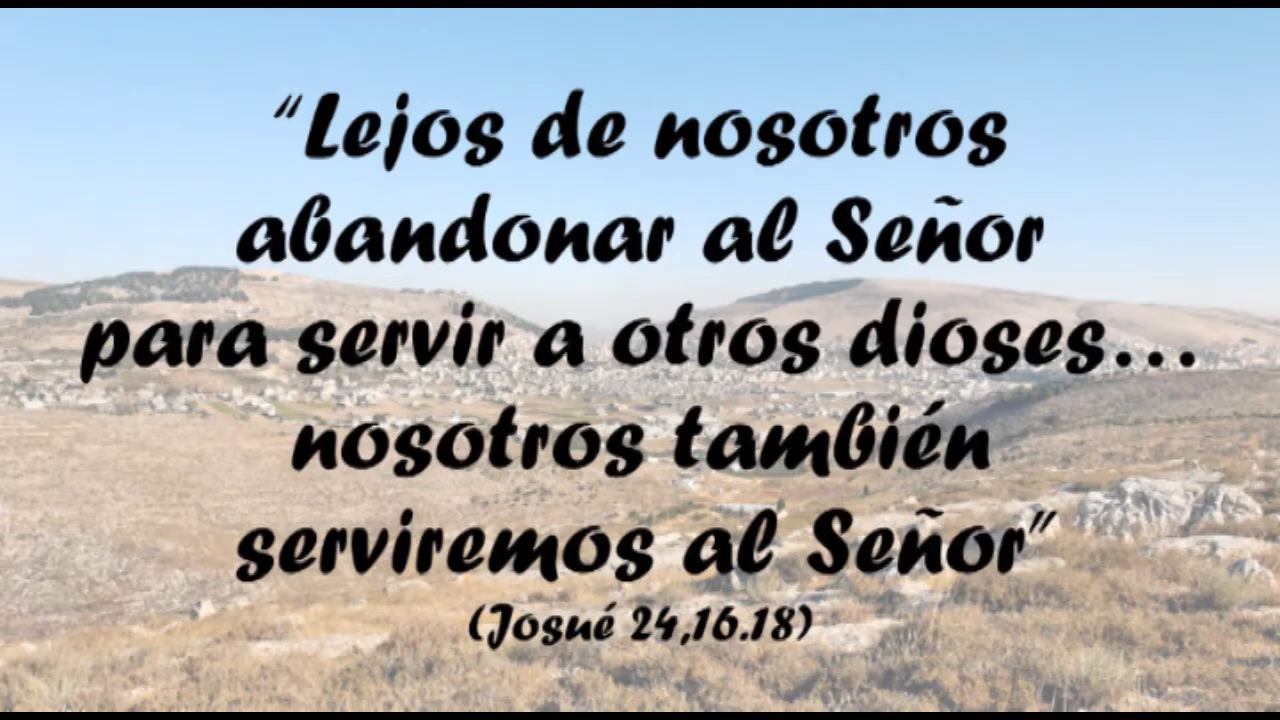 “Lejos de nosotros
abandonar al Señor
para servir a otros dioses...
nosotros también
serviremos al Señor”
(Josué 24,16.18)